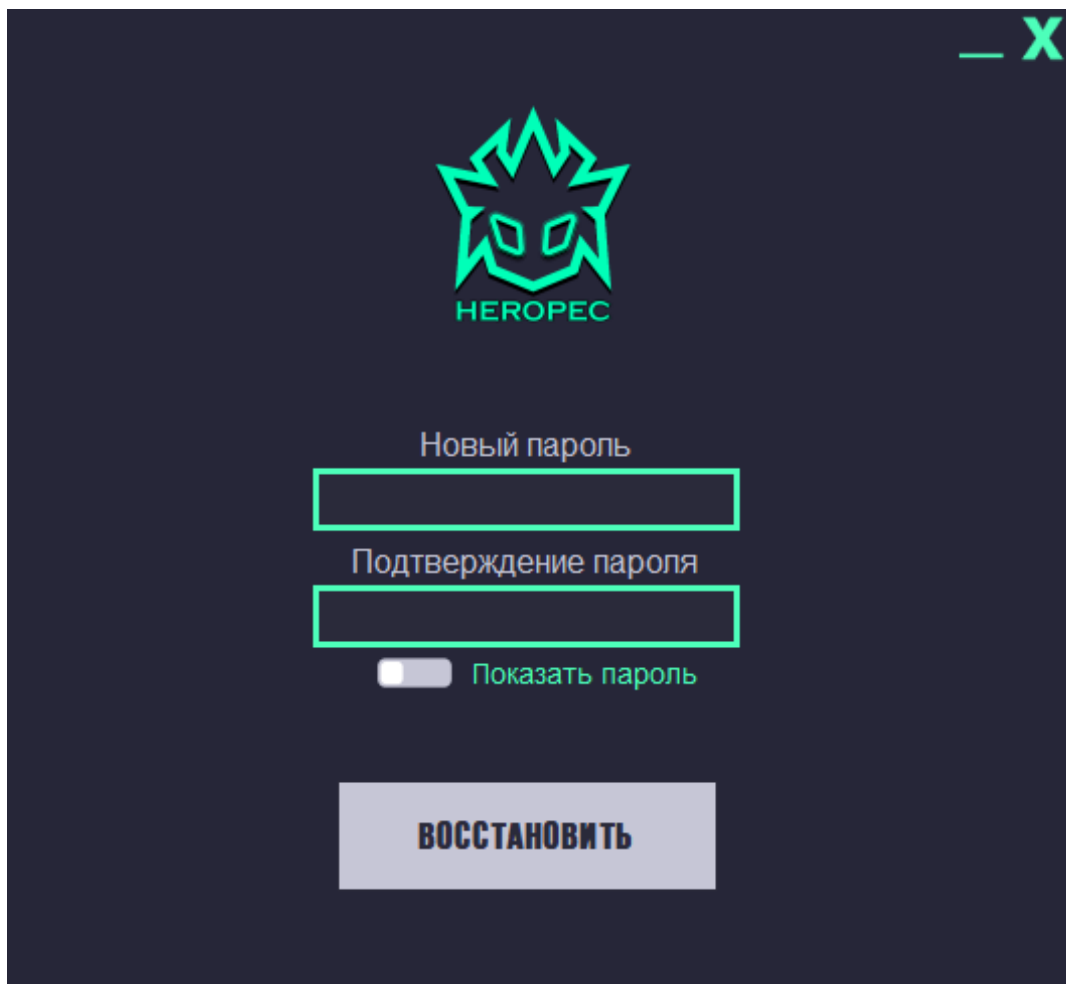 _ X
HEROPEC
Новый пароль
Подтверждение пароля
Показать пароль
ВОССТАНОВИТЬ